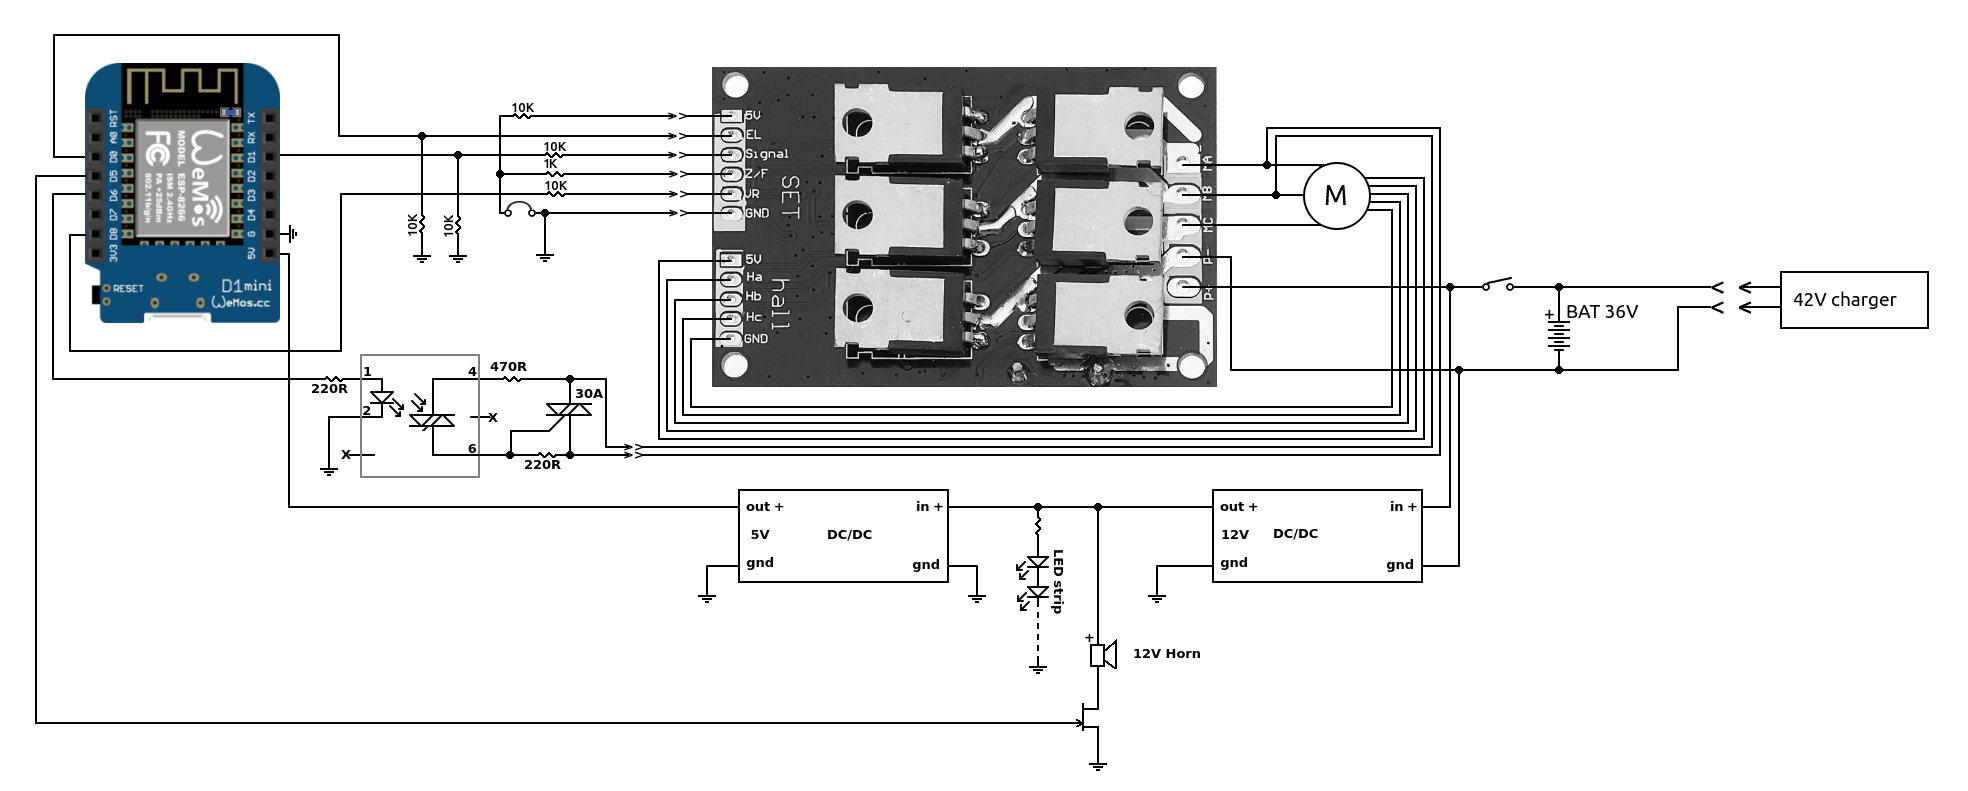 RST
A0
D0
D5
D6
D7
D8
3V3
TX
RX
D1
D2
D3
D4
G
5V
WeMos
MODEL ESP-8266
ISM 2.4GHz
PA +25dBm
802.11b/g/n
FC
RESET
D1 mini
WeMos.cc
10K
10K
1K
10K
10K
10K
5V
EL
Signal
Z/F
VR
GND
SET
5V
Ha
Hb
Hc
GND
hall
MA
MB
MC
P-
P+
M
+
BAT 36V
42V charger
1
2
220R
X
4
6
470R
X
30A
220R
out +
5V
gnd
DC/DC
in +
gnd
LED strip
out +
12V
gnd
DC/DC
in +
gnd
+
12V Horn